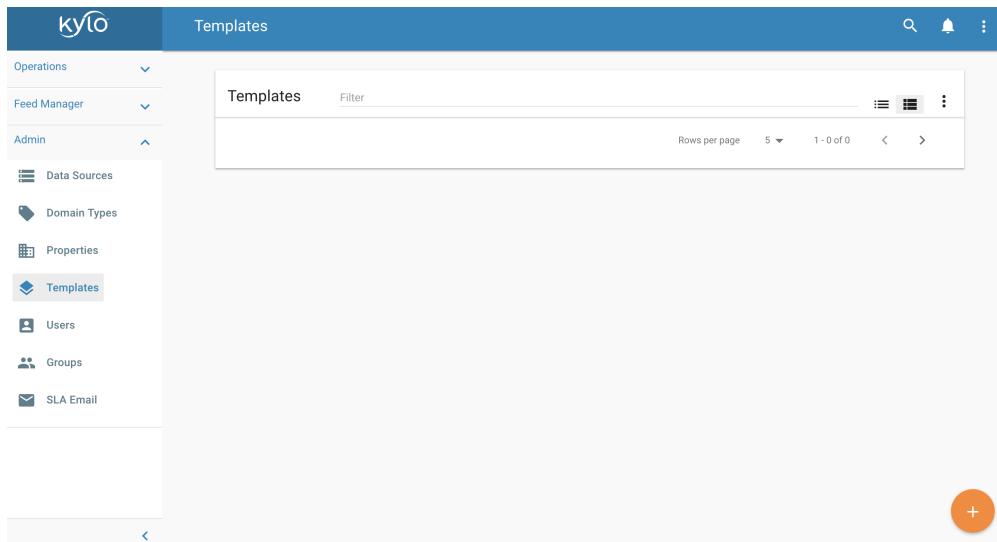 kylo
Templates
Operations
Feed Manager
Admin
Data Sources
Domain Types
Properties
Templates
Users
Groups
SLA Email
Templates
Filter
Rows per page 5 1 - 0 of 0